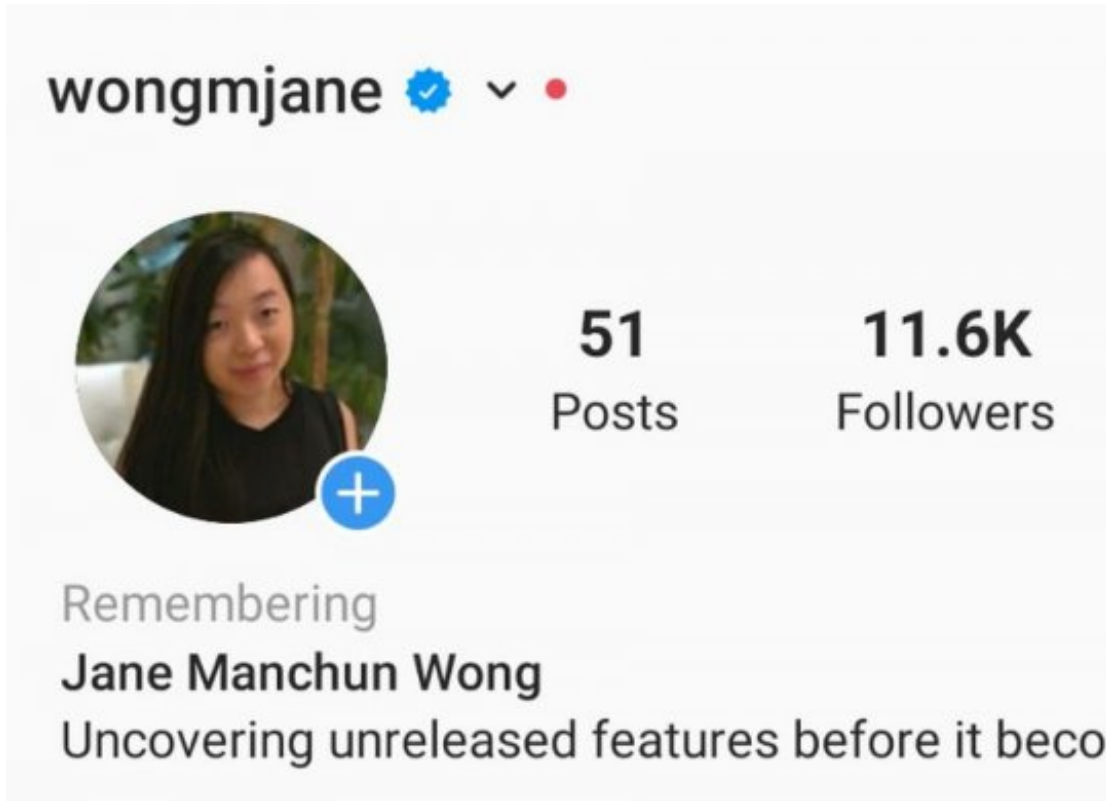 wongmjane
51 11.6K
Posts Followers
Remembering
Jane Manchun Wong
Uncovering unreleased features before it beco